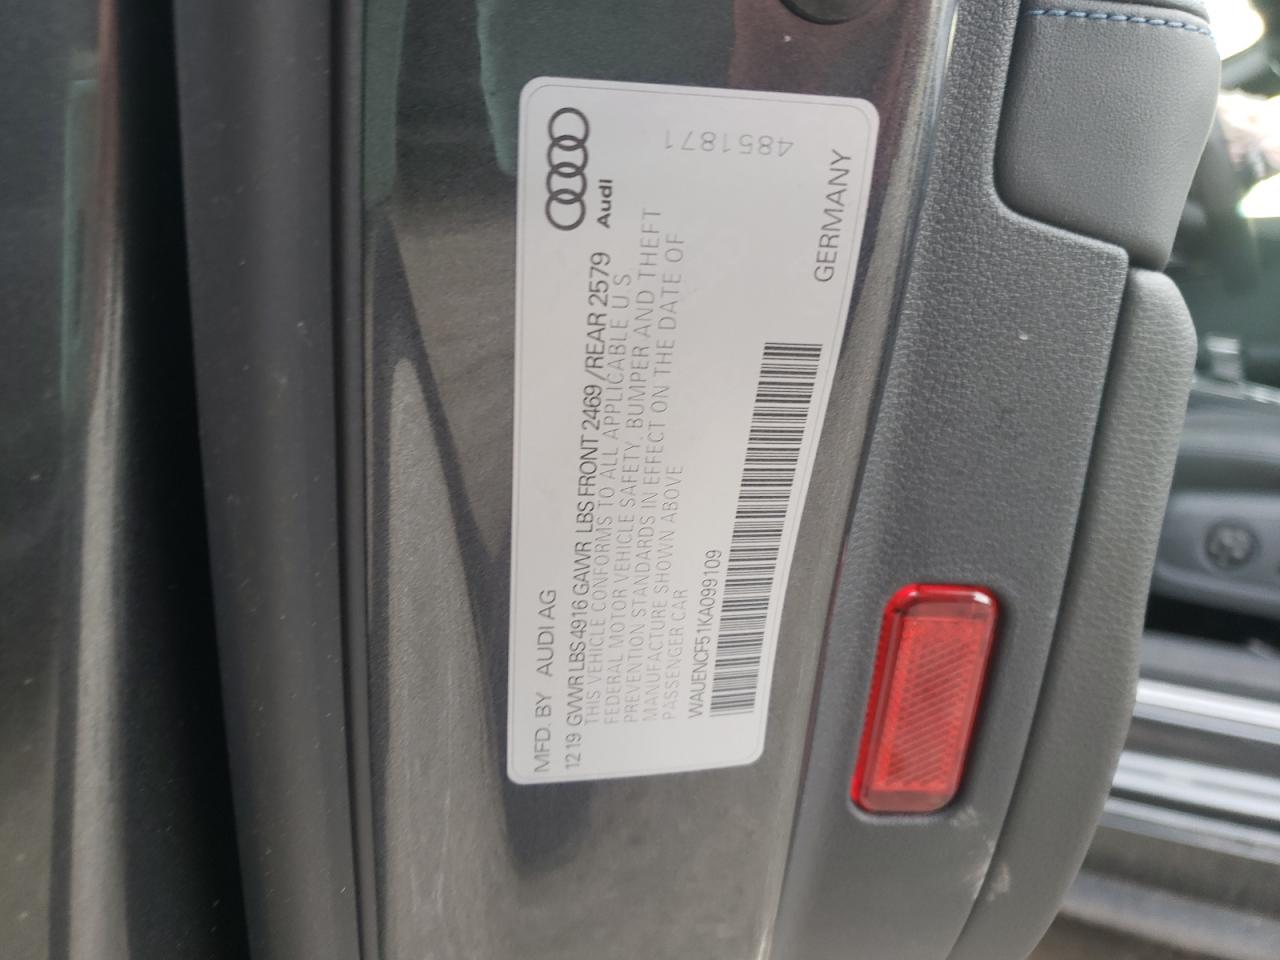 Audi
MFD. BY AUDI AG
12 19 GVWR LBS 4916 GAWR LBS FRONT 2469 /REAR 2579
THIS VEHICLE CONFORMS TO ALL APPLICABLE U S
FEDERAL MOTOR VEHICLE SAFETY. BUMPER AND THEFT
PREVENTION STANDARDS IN EFFECT ON THE DATE OF
MANUFACTURE SHOWN ABOVE
PASSENGER CAR
4851871
WAUENCF51KA099109
GERMANY